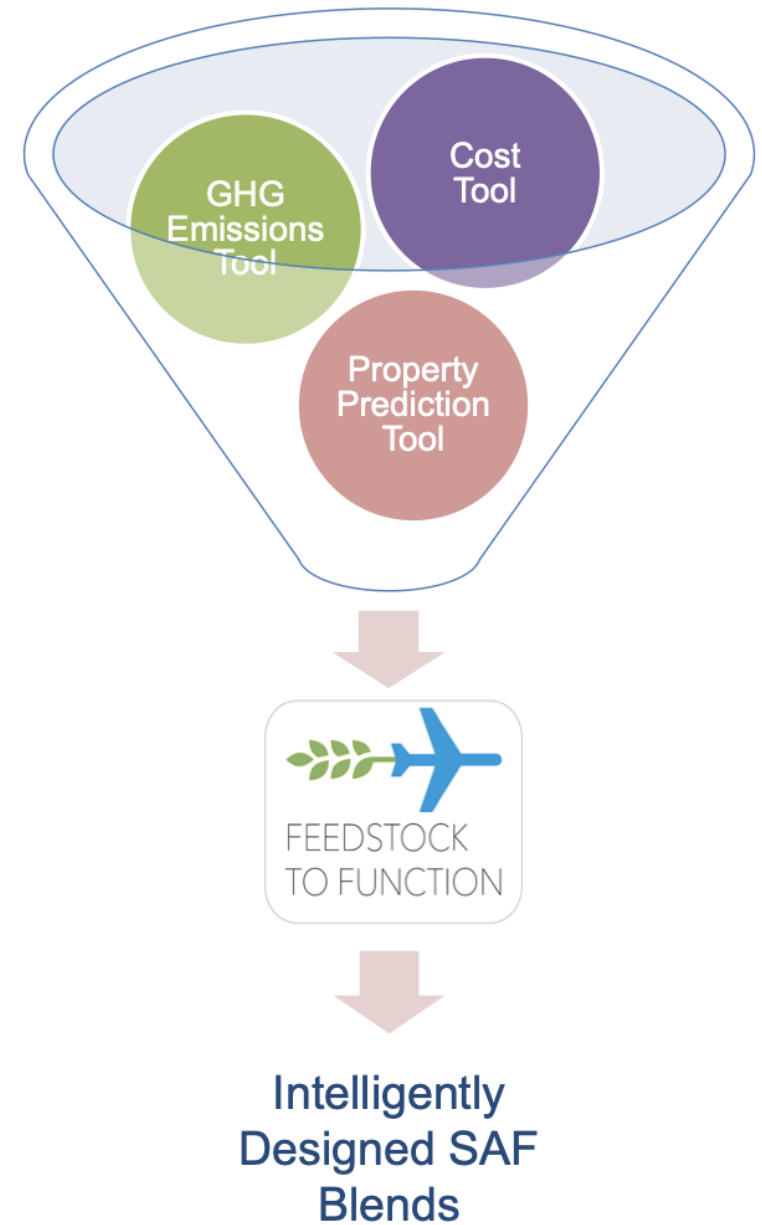 Cost
Tool
GHG
Emissions
Tool
Property
Prediction
Tool
FEEDSTOCK
TO FUNCTION
Intelligently
Designed SAF
Blends